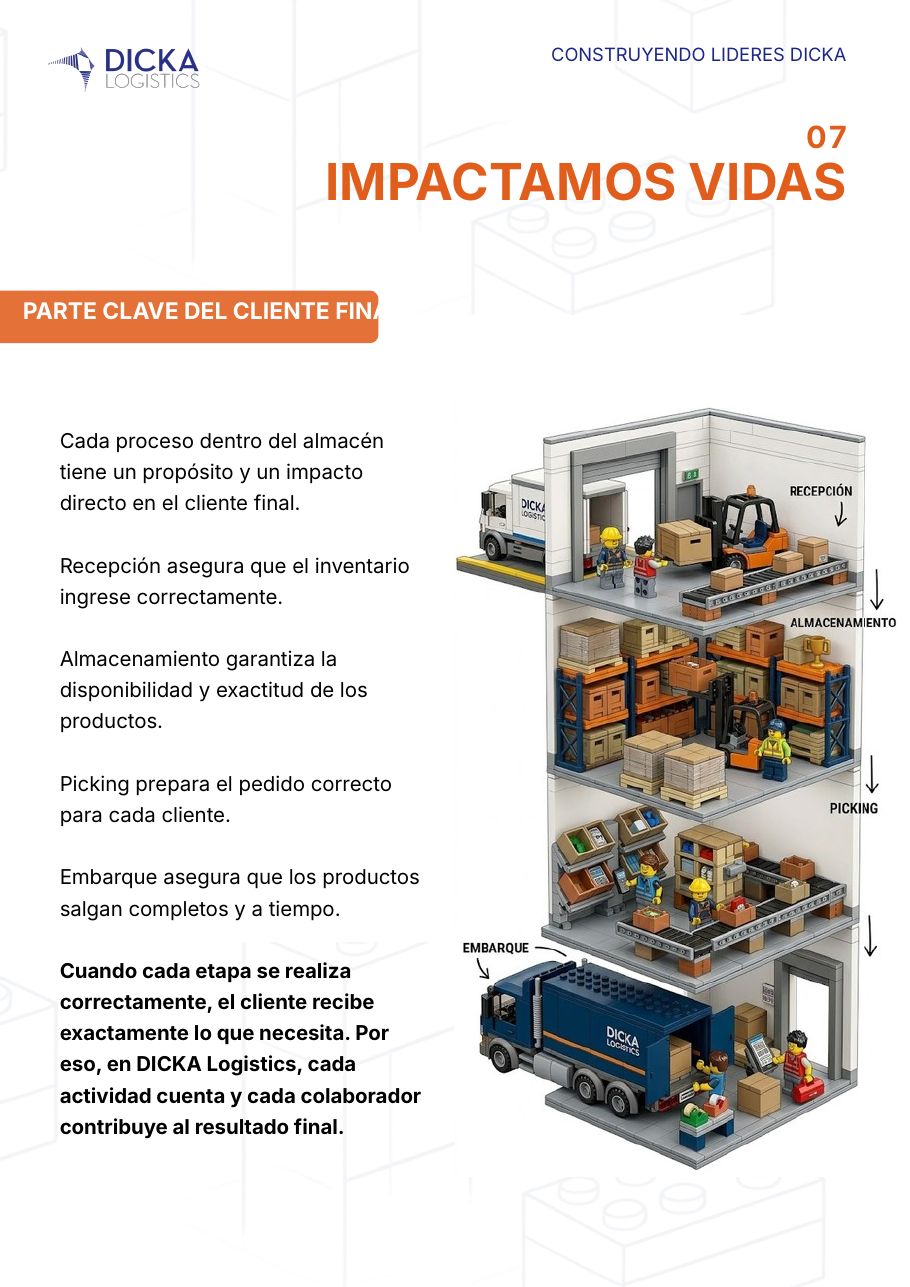 DICKA
LOGISTICS
CONSTRUYENDO LIDERES DICKA
07
IMPACTAMOS VIDAS
PARTE CLAVE DEL CLIENTE FINA
Cada proceso dentro del almacén
tiene un propósito y un impacto
directo en el cliente final.
Recepción asegura que el inventario
ingrese correctamente.
Almacenamiento garantiza la
disponibilidad y exactitud de los
productos.
Picking prepara el pedido correcto
para cada cliente.
Embarque asegura que los productos
salgan completos y a tiempo.
Cuando cada etapa se realiza
correctamente, el cliente recibe
exactamente lo que necesita. Por
eso, en DICKA Logistics, cada
actividad cuenta y cada colaborador
contribuye al resultado final.
RECEPCIÓN
DICKA
LOGISTIC
ALMACENAMIENTO
PICKING
EMBARQUE
DICKA
LOGISTICS